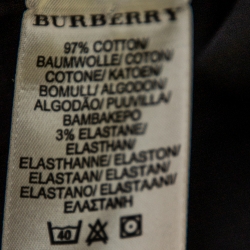 BURBERRY
97% COTTON/
BAUMWOLLE/ COTON/
COTONE/ KATOEN/
BOMULL/ ALGODON/
ALGODÃO/ PUUVILLA/
ΒΑΜΒΑΚΕΡΟ
3% ELASTANE/
ELASTHAN/
ELASTHANNE/ ELASTON/
ELASTAAN/ ELASTAN/
ELASTANO/ ELASTAANI/
ΕΛΑΣΤΑΝΗ
40